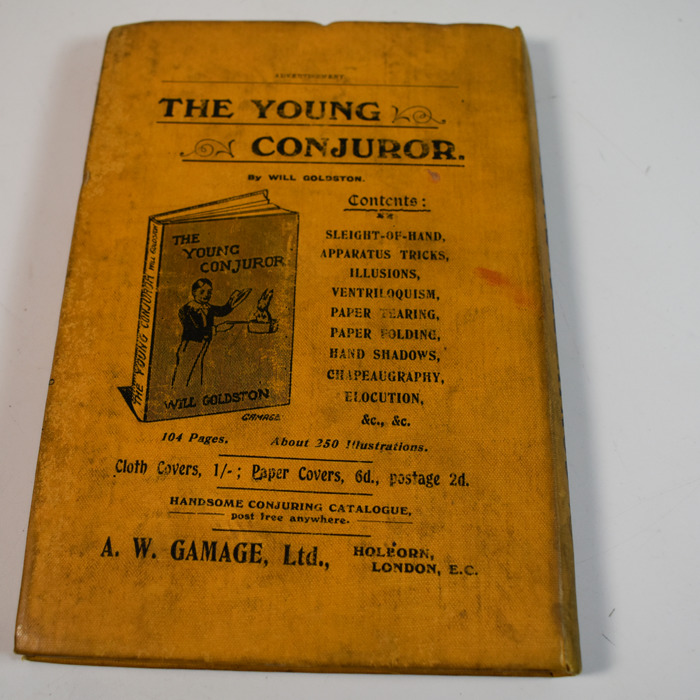 ADVERTISEMENT.
THE YOUNG
CONJUROR.
By WILL GOLDSTON.
THE
YOUNG
CONJUROR
WILL GOLDSTON
THE YOUNG CONJUROR WILL GOLDSTON
GAMAGE
Contents:
SLEIGHT-OF-HAND,
APPARATUS TRICKS,
ILLUSIONS,
VENTRILOQUISM,
PAPER TEARING,
PAPER FOLDING,
HAND SHADOWS,
CHAPEAUGRAPHY,
ELOCUTION,
&c., &c.
104 Pages. About 250 Illustrations.
Cloth Covers, 1/-; Paper Covers, 6d., postage 2d.
HANDSOME CONJURING CATALOGUE,
post free anywhere.
A. W. GAMAGE, Ltd., HOLBORN,
LONDON, E.C.